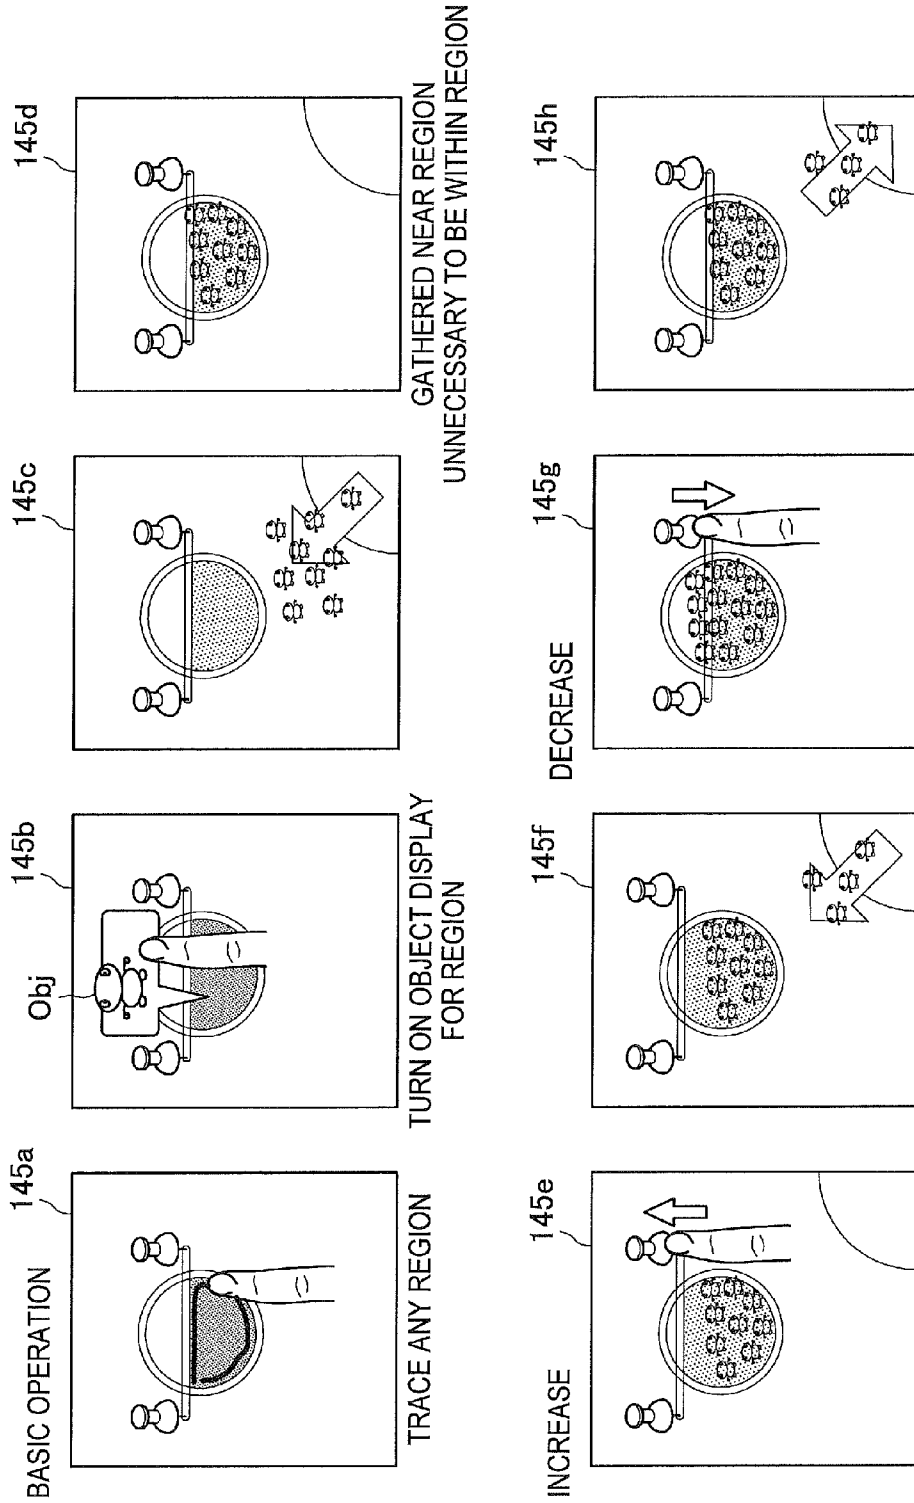 BASIC OPERATION
145a
TRACE ANY REGION
145b
Obj
TURN ON OBJECT DISPLAY
FOR REGION
145c
145d
GATHERED NEAR REGION
UNNECESSARY TO BE WITHIN REGION
INCREASE
145e
145f
DECREASE
145g
145h